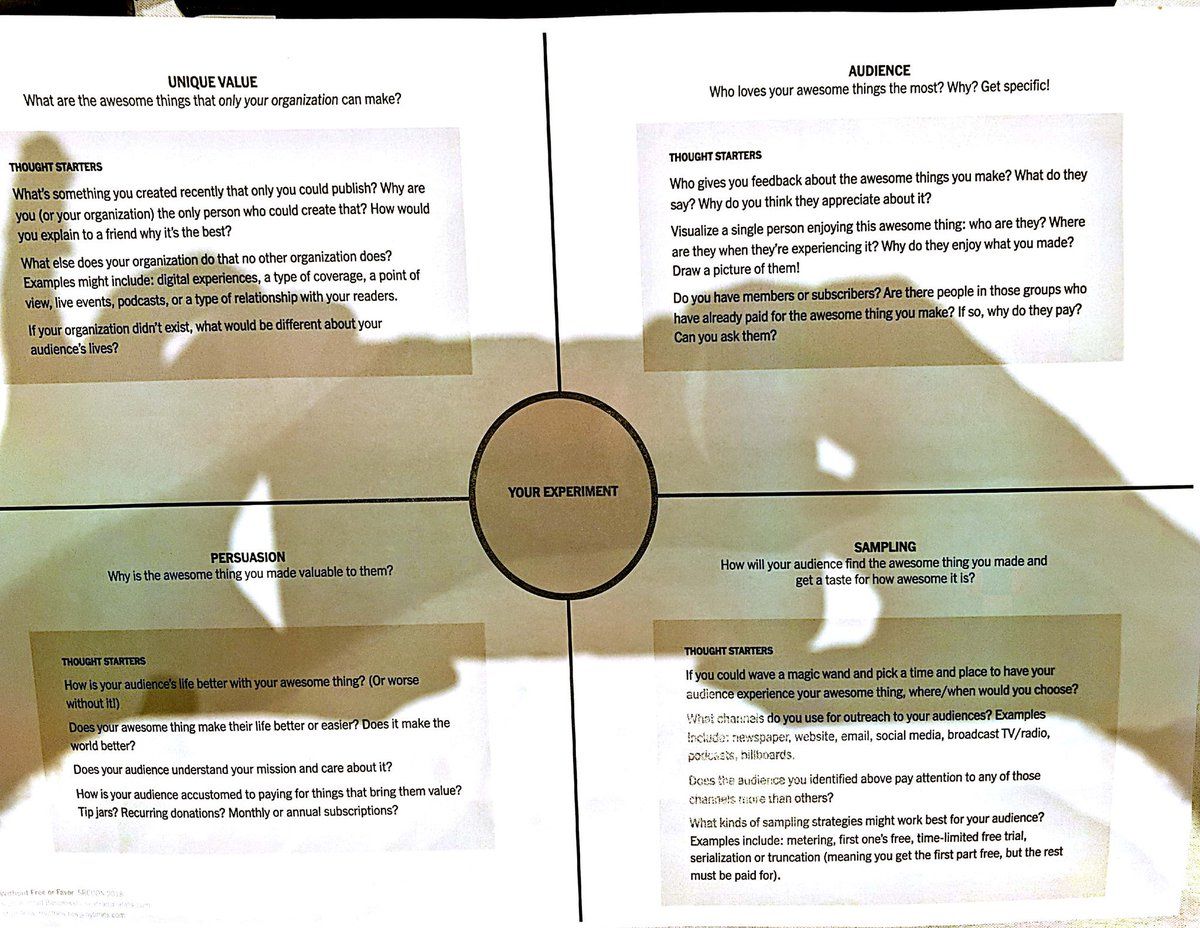 UNIQUE VALUE
What are the awesome things that only your organization can make?
THOUGHT STARTERS
What's something you created recently that only you could publish? Why are
you (or your organization) the only person who could create that? How would
you explain to a friend why it's the best?
What else does your organization do that no other organization does?
Examples might include: digital experiences, a type of coverage, a point of
view, live events, podcasts, or a type of relationship with your readers.
If your organization didn't exist, what would be different about your
audience's lives?
AUDIENCE
Who loves your awesome things the most? Why? Get specific!
THOUGHT STARTERS
Who gives you feedback about the awesome things you make? What do they
say? Why do you think they appreciate about it?
Visualize a single person enjoying this awesome thing: who are they? Where
are they when they're experiencing it? Why do they enjoy what you made?
Draw a picture of them!
Do you have members or subscribers? Are there people in those groups who
have already paid for the awesome thing you make? If so, why do they pay?
Can you ask them?
YOUR EXPERIMENT
PERSUASION
Why is the awesome thing you made valuable to them?
THOUGHT STARTERS
How is your audience's life better with your awesome thing? (Or worse
without it!)
Does your awesome thing make their life better or easier? Does it make the
world better?
Does your audience understand your mission and care about it?
How is your audience accustomed to paying for things that bring them value?
Tip jars? Recurring donations? Monthly or annual subscriptions?
SAMPLING
How will your audience find the awesome thing you made and
get a taste for how awesome it is?
THOUGHT STARTERS
If you could wave a magic wand and pick a time and place to have your
audience experience your awesome thing, where/when would you choose?
What channels do you use for outreach to your audiences? Examples
include: newspaper, website, email, social media, broadcast TV/radio,
podcasts, billboards.
Does the audience you identified above pay attention to any of those
channels more than others?
What kinds of sampling strategies might work best for your audience?
Examples include: metering, first one's free, time-limited free trial,
serialization or truncation (meaning you get the first part free, but the rest
must be paid for).
Without Free or Favor SRCCON 2018